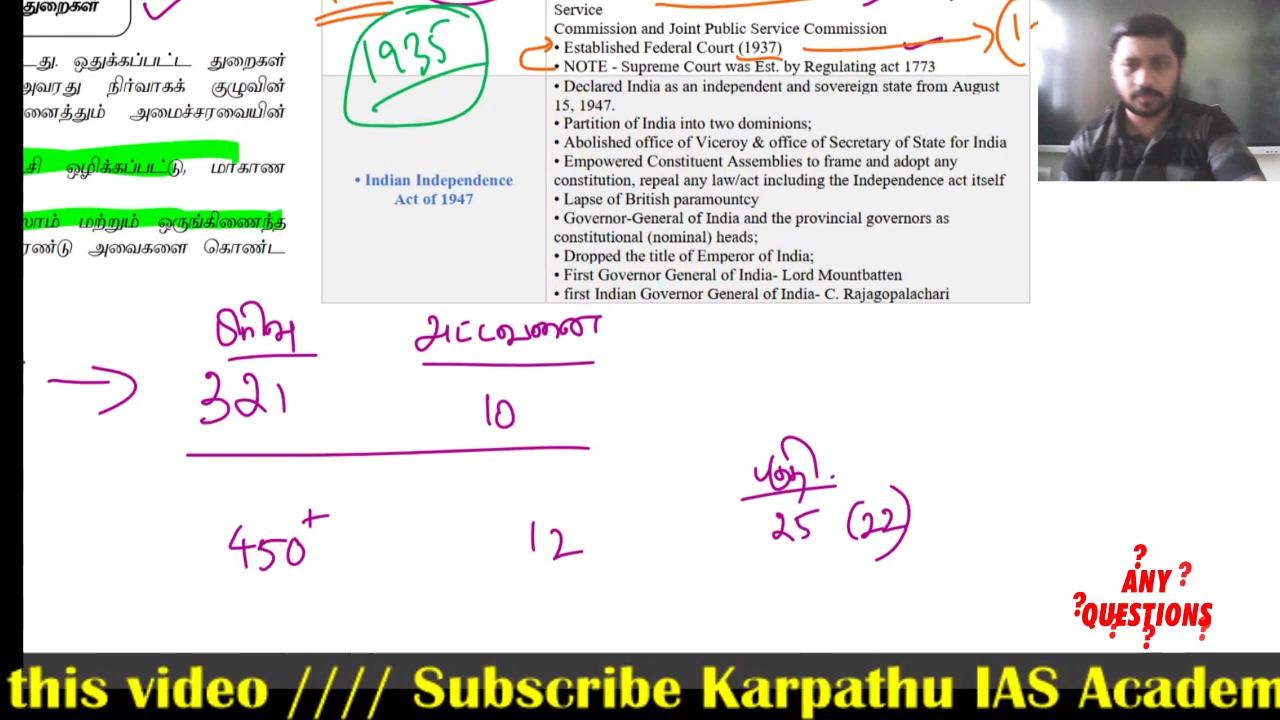 துறைகள்
டது. ஒதுக்கப்பட்ட துறைகள்
அவரது நிர்வாகக் குழுவின்
னைத்தும் அமைச்சரவையின்
சி ஒழிக்கப்பட்டு, மாகாண
ஸாம் மற்றும் ஒருங்கிணைந்த
ரண்டு அவைகளை கொண்ட
1935
Service
Commission and Joint Public Service Commission
• Established Federal Court (1937)
• NOTE - Supreme Court was Est. by Regulating act 1773
• Indian Independence
Act of 1947
• Declared India as an independent and sovereign state from August
15, 1947.
• Partition of India into two dominions;
• Abolished office of Viceroy & office of Secretary of State for India
• Empowered Constituent Assemblies to frame and adopt any
constitution, repeal any law/act including the Independence act itself
• Lapse of British paramountcy
• Governor-General of India and the provincial governors as
constitutional (nominal) heads;
• Dropped the title of Emperor of India;
• First Governor General of India- Lord Mountbatten
• first Indian Governor General of India- C. Rajagopalachari
அட்டவணை
321 10
பகுதி.
25 (22)
450+ 12
? ANY ?
? QUESTIONS ?
this video //// Subscribe Karpathu IAS Academ